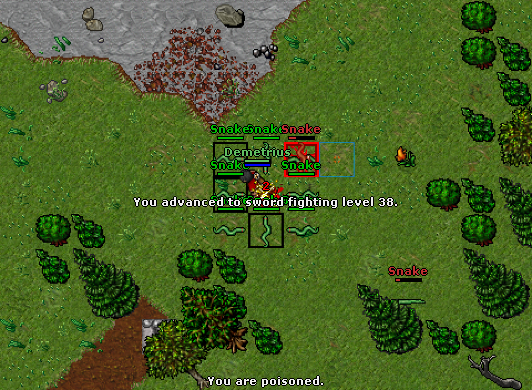 Snake Snake Snake
Demetrius
Snake Snake
You advanced to sword fighting level 38.
Snake
You are poisoned.